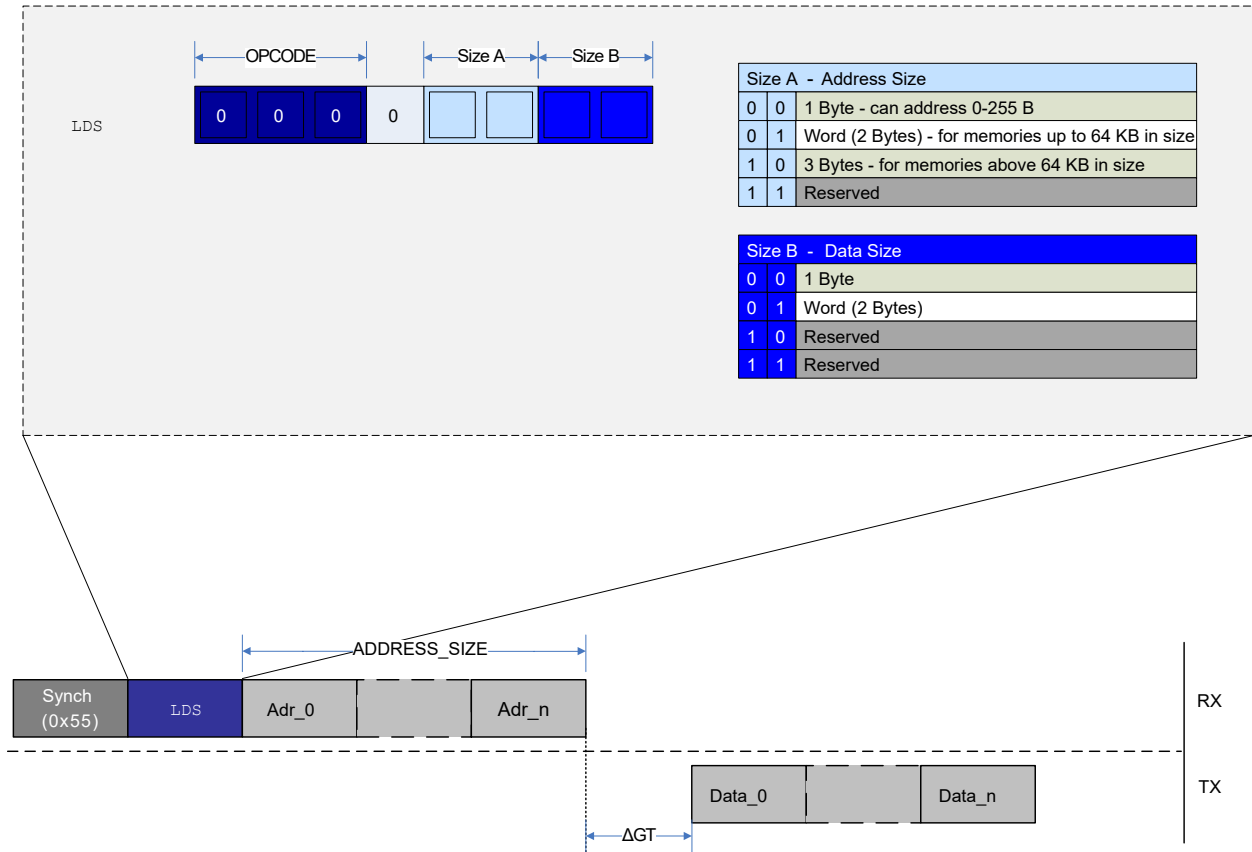 OPCODE Size A Size B
LDS 0 0 0 0
Size A - Address Size
0 0 1 Byte - can address 0-255 B
0 1 Word (2 Bytes) - for memories up to 64 KB in size
1 0 3 Bytes - for memories above 64 KB in size
1 1 Reserved
Size B - Data Size
0 0 1 Byte
0 1 Word (2 Bytes)
1 0 Reserved
1 1 Reserved
ADDRESS_SIZE
Synch
(0x55)
LDS Adr_0 Adr_n
RX
TX
Data_0 Data_n
ΔGT